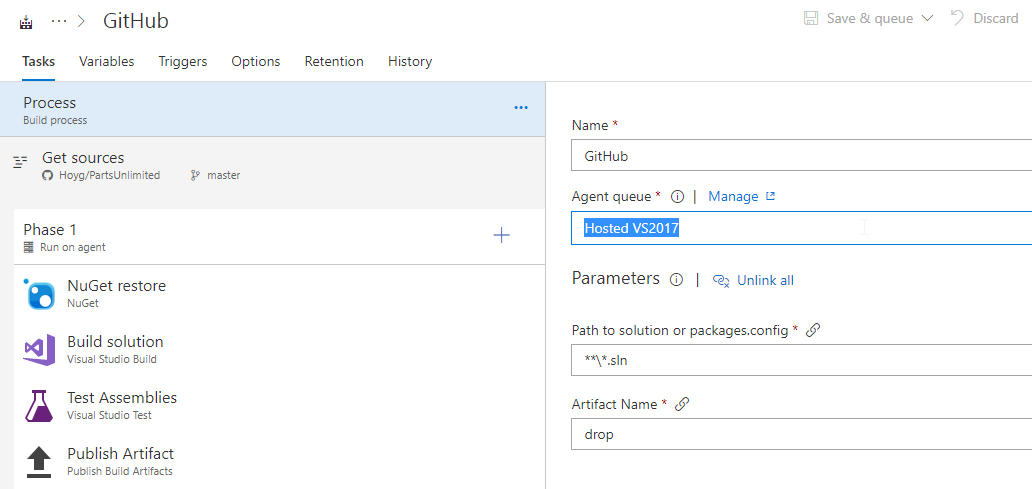 ··· > GitHub
Save & queue Discard
Tasks Variables Triggers Options Retention History
Process ···
Build process
Get sources
Hoyg/PartsUnlimited master
Phase 1
Run on agent
NuGet restore
NuGet
Build solution
Visual Studio Build
Test Assemblies
Visual Studio Test
Publish Artifact
Publish Build Artifacts
Name *
GitHub
Agent queue * | Manage
Hosted VS2017
Parameters | Unlink all
Path to solution or packages.config *
**\*.sln
Artifact Name *
drop